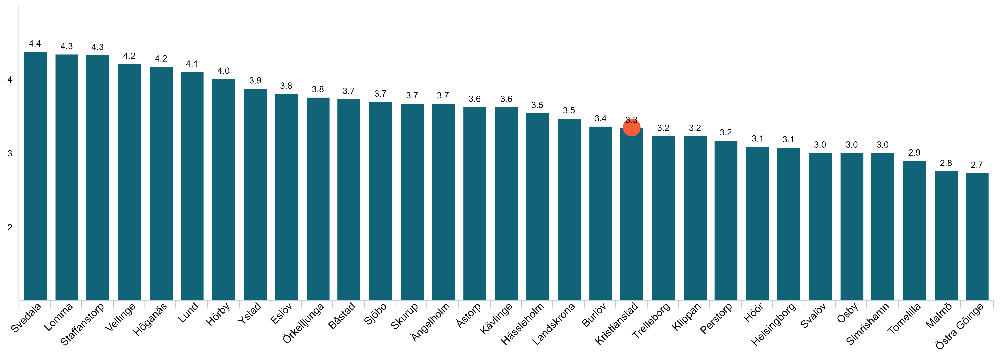 4.4
4.3
4.3
4.2
4.2
4.1
4.0
3.9
3.8
3.8
3.7
3.7
3.7
3.7
3.6
3.6
3.5
3.5
3.4
3.3
3.2
3.2
3.2
3.1
3.1
3.0
3.0
3.0
2.9
2.8
2.7
4
3
2
Svedala
Lomma
Staffanstorp
Vellinge
Höganäs
Lund
Hörby
Ystad
Eslöv
Örkelljunga
Båstad
Sjöbo
Skurup
Ängelholm
Åstorp
Kävlinge
Hässleholm
Landskrona
Burlöv
Kristianstad
Trelleborg
Klippan
Perstorp
Höör
Helsingborg
Svalöv
Osby
Simrishamn
Tomelilla
Malmö
Östra Göinge